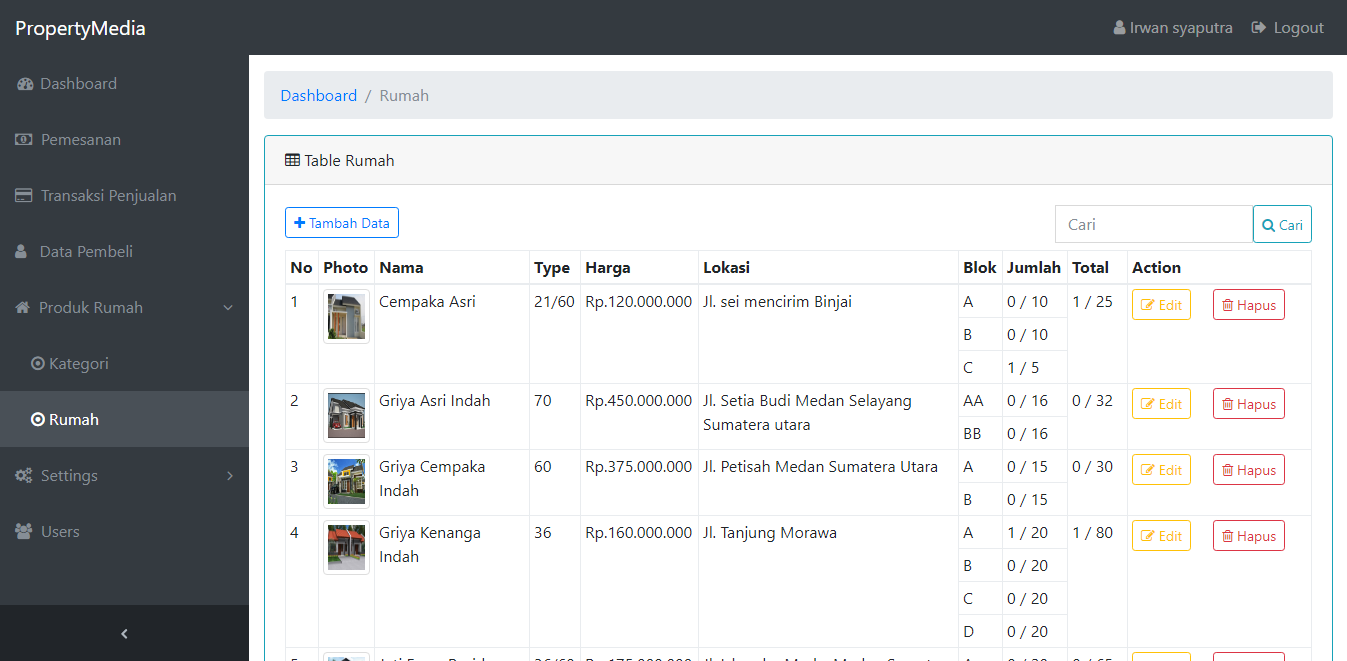 PropertyMedia
Irwan syaputra Logout
Dashboard
Pemesanan
Transaksi Penjualan
Data Pembeli
Produk Rumah
Kategori
Rumah
Settings
Users
Dashboard / Rumah
Table Rumah
Tambah Data
Cari Cari
No Photo Nama Type Harga Lokasi Blok Jumlah Total Action
1 Cempaka Asri 21/60 Rp.120.000.000 Jl. sei mencirim Binjai A 0 / 10 1 / 25 Edit Hapus
B 0 / 10
C 1 / 5
2 Griya Asri Indah 70 Rp.450.000.000 Jl. Setia Budi Medan Selayang AA 0 / 16 0 / 32 Edit Hapus
Sumatera utara BB 0 / 16
3 Griya Cempaka 60 Rp.375.000.000 Jl. Petisah Medan Sumatera Utara A 0 / 15 0 / 30 Edit Hapus
Indah B 0 / 15
4 Griya Kenanga 36 Rp.160.000.000 Jl. Tanjung Morawa A 1 / 20 1 / 80 Edit Hapus
Indah B 0 / 20
C 0 / 20
D 0 / 20